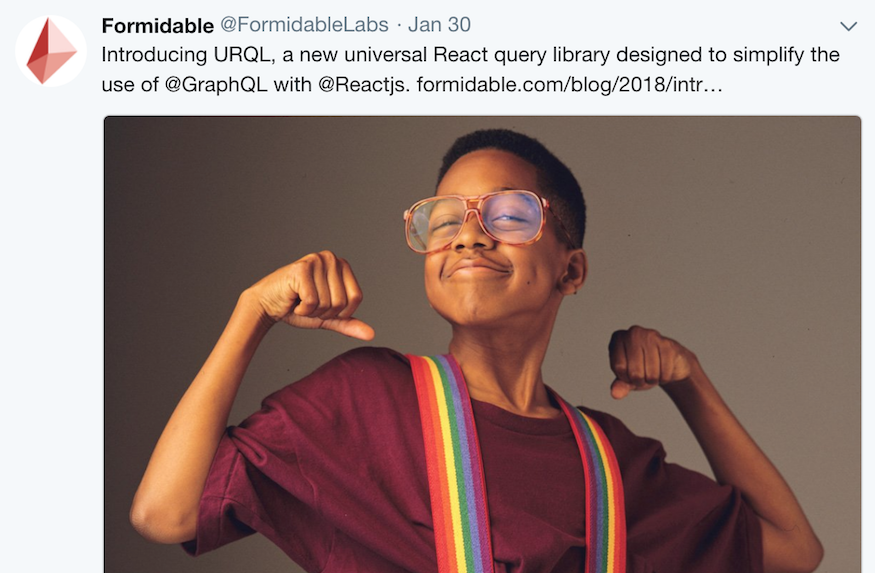 Formidable @FormidableLabs · Jan 30
Introducing URQL, a new universal React query library designed to simplify the
use of @GraphQL with @Reactjs. formidable.com/blog/2018/intr…